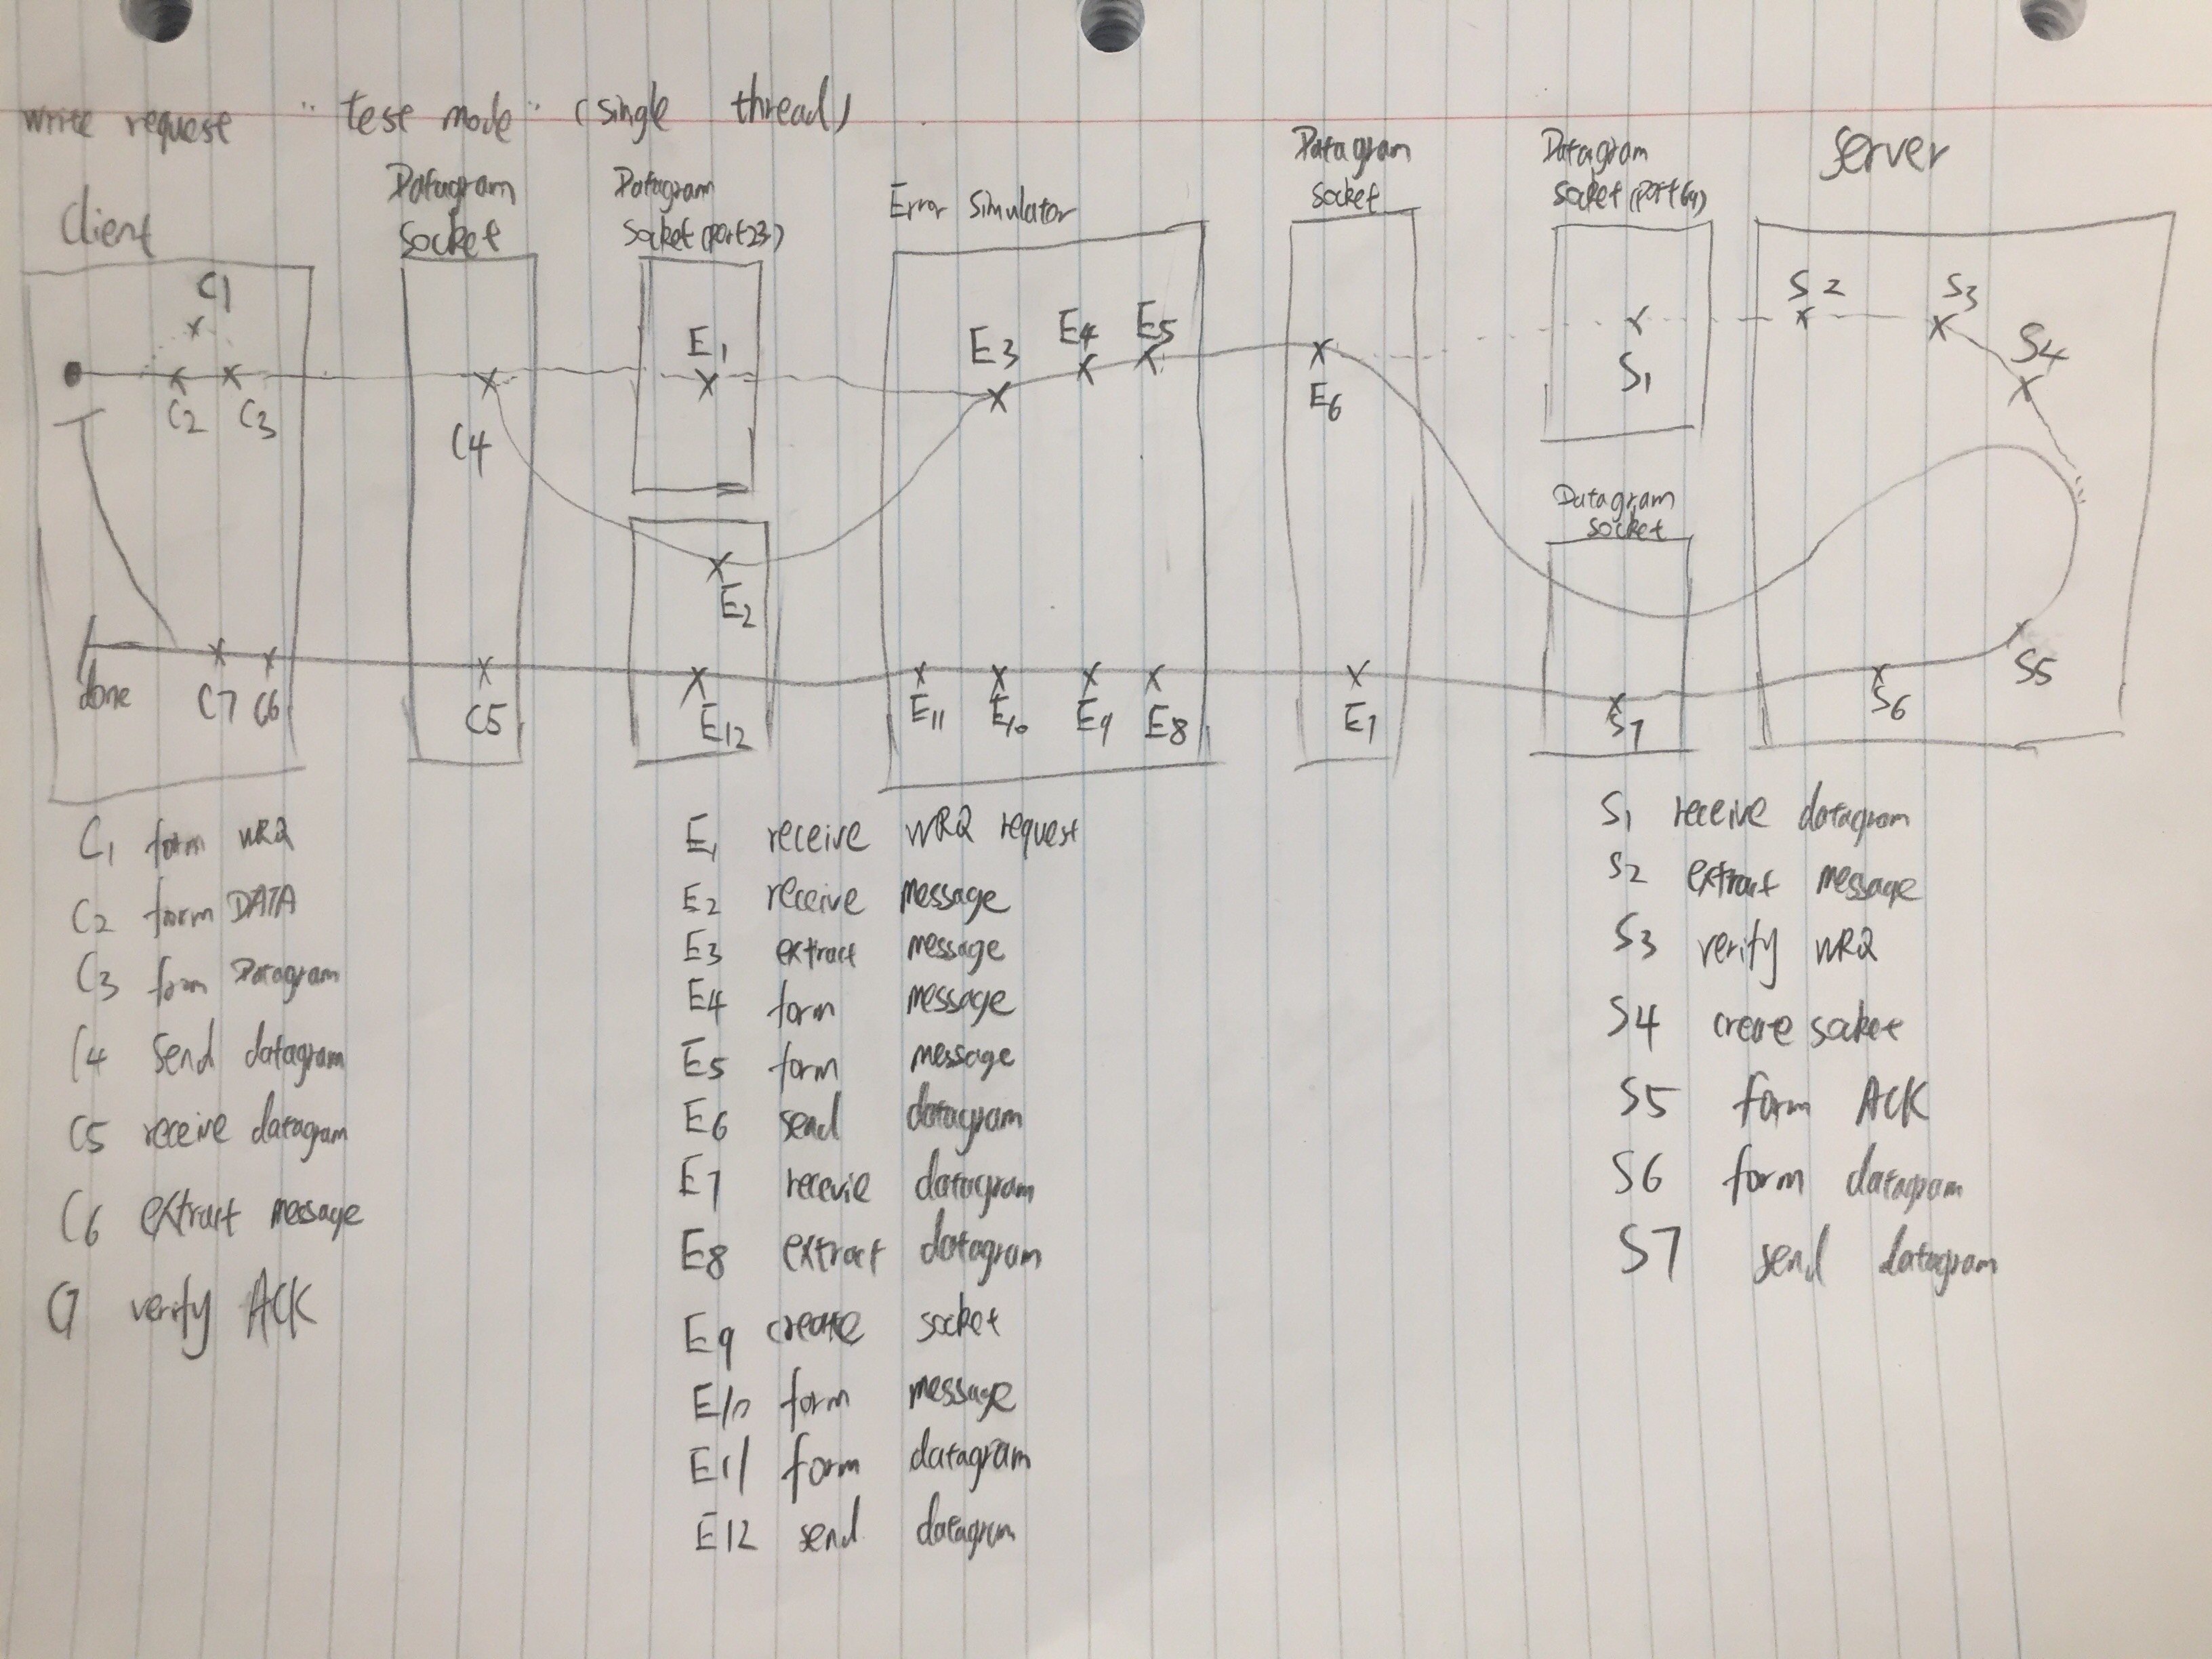 write request "test mode" (single thread)
Client
Datagram
socket
Datagram
socket (port 23)
Error
Simulator
Datagram
socket
Datagram
socket (port 69)
Server
C1
C2
C3
C4
E1
E3
E4
E5
E6
S1
S2
S3
S4
Datagram
socket
E2
done
C7 C6
C5
E12
E11
E10
E9
E8
E7
S7
S6
S5
C1 form WRQ
C2 form DATA
C3 form Datagram
C4 send datagram
C5 receive datagam
C6 extract message
C7 verify ACK
E1 receive WRQ request
E2 receive message
E3 extract message
E4 form message
E5 form message
E6 send datagram
E7 recevie datagram
E8 extract datagram
E9 create socket
E10 form message
E11 form datagram
E12 send datagram
S1 receive datagram
S2 extract message
S3 verify WRQ
S4 create socket
S5 form ACK
S6 form datagam
S7 send datagram